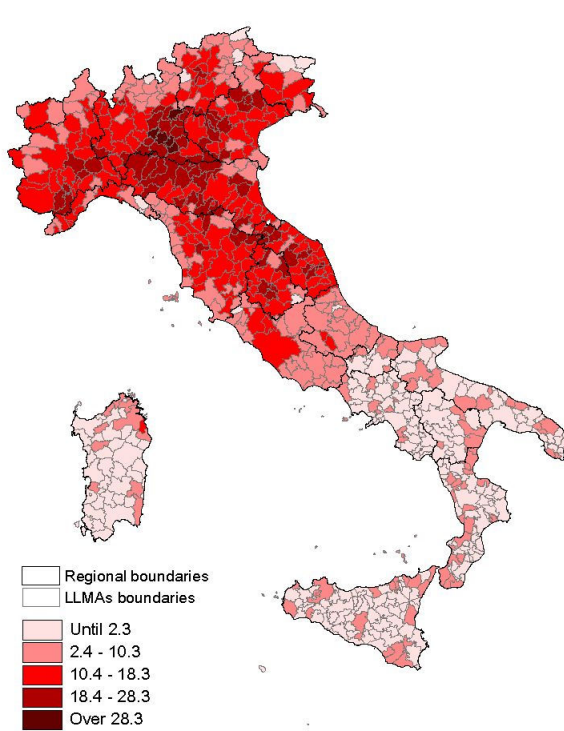 Regional boundaries
LLMAs boundaries
Until 2.3
2.4 - 10.3
10.4 - 18.3
18.4 - 28.3
Over 28.3